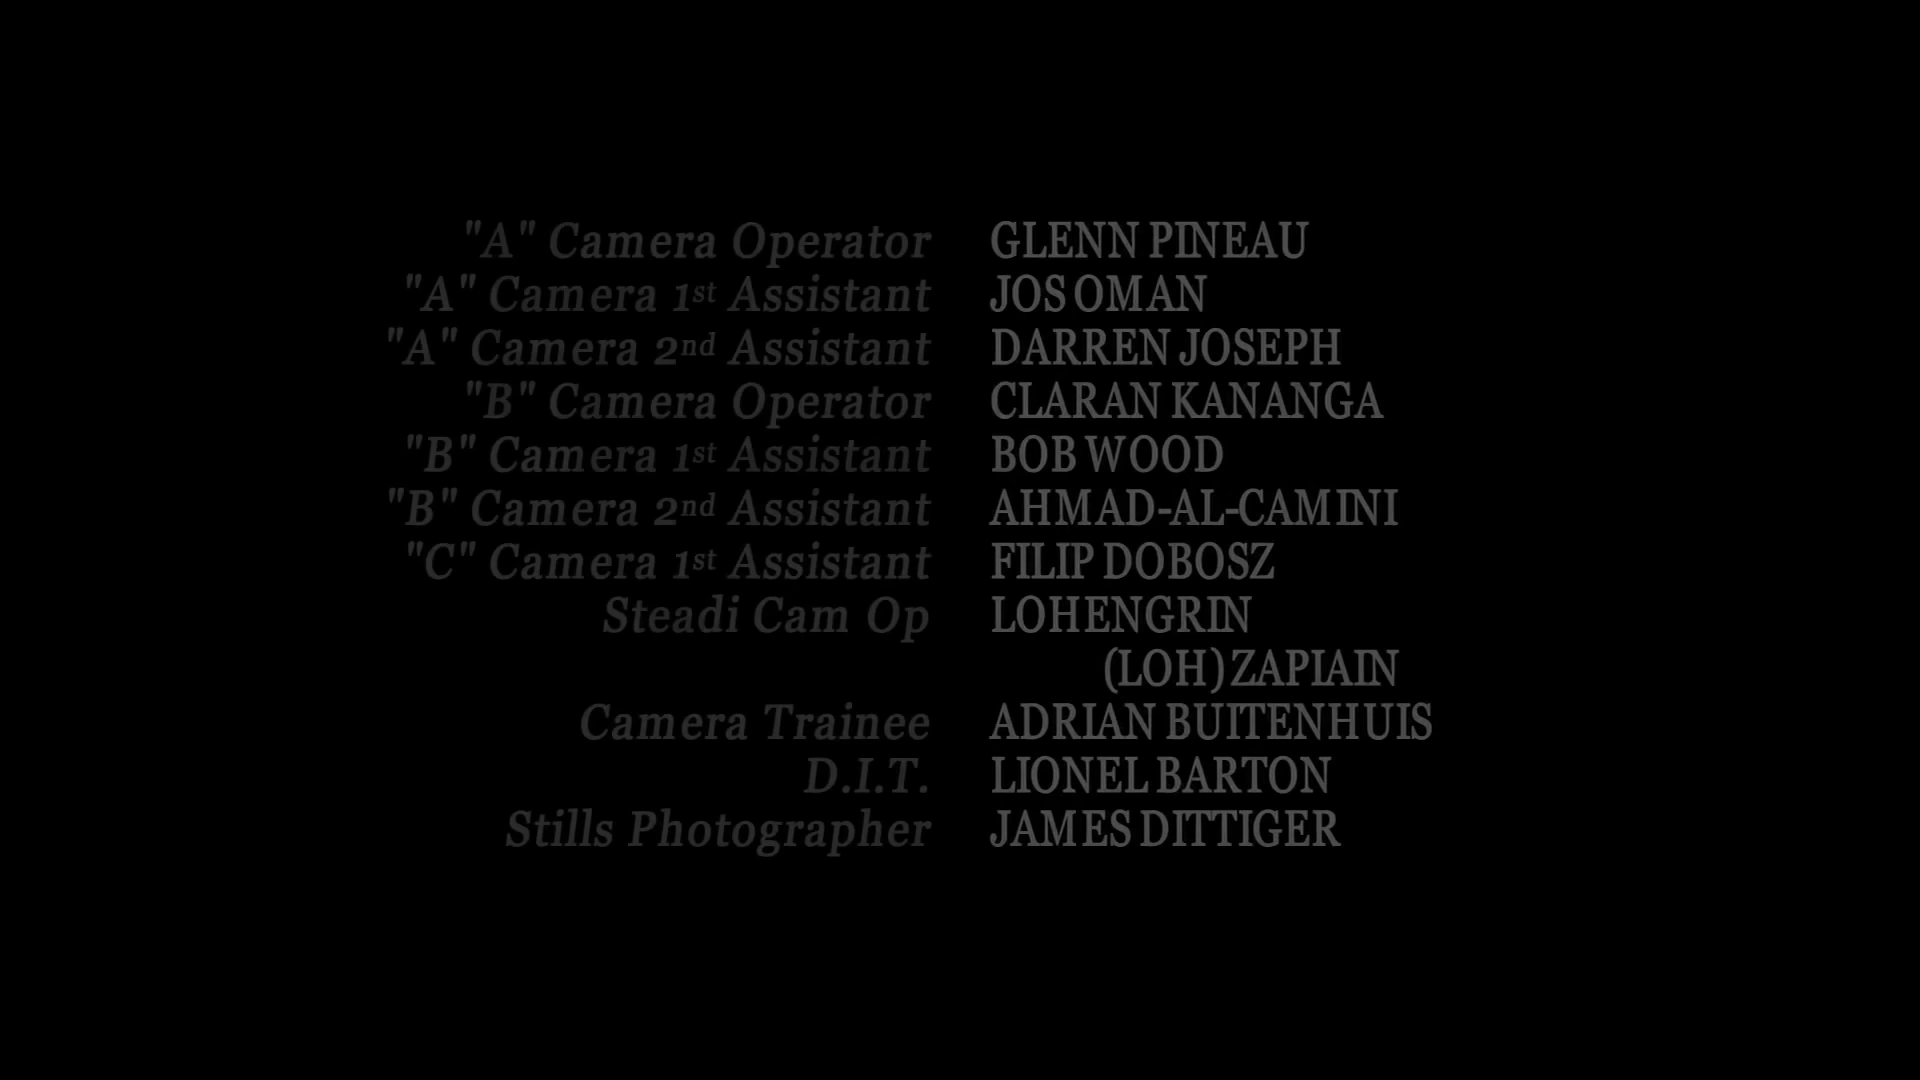 "A" Camera Operator GLENN PINEAU
"A" Camera 1st Assistant JOS OMAN
"A" Camera 2nd Assistant DARREN JOSEPH
"B" Camera Operator CLARAN KANANGA
"B" Camera 1st Assistant BOB WOOD
"B" Camera 2nd Assistant AHMAD-AL-CAMINI
"C" Camera 1st Assistant FILIP DOBOSZ
Steadi Cam Op LOHENGRIN
(LOH) ZAPIAIN
Camera Trainee ADRIAN BUITENHUIS
D.I.T. LIONEL BARTON
Stills Photographer JAMES DITTIGER